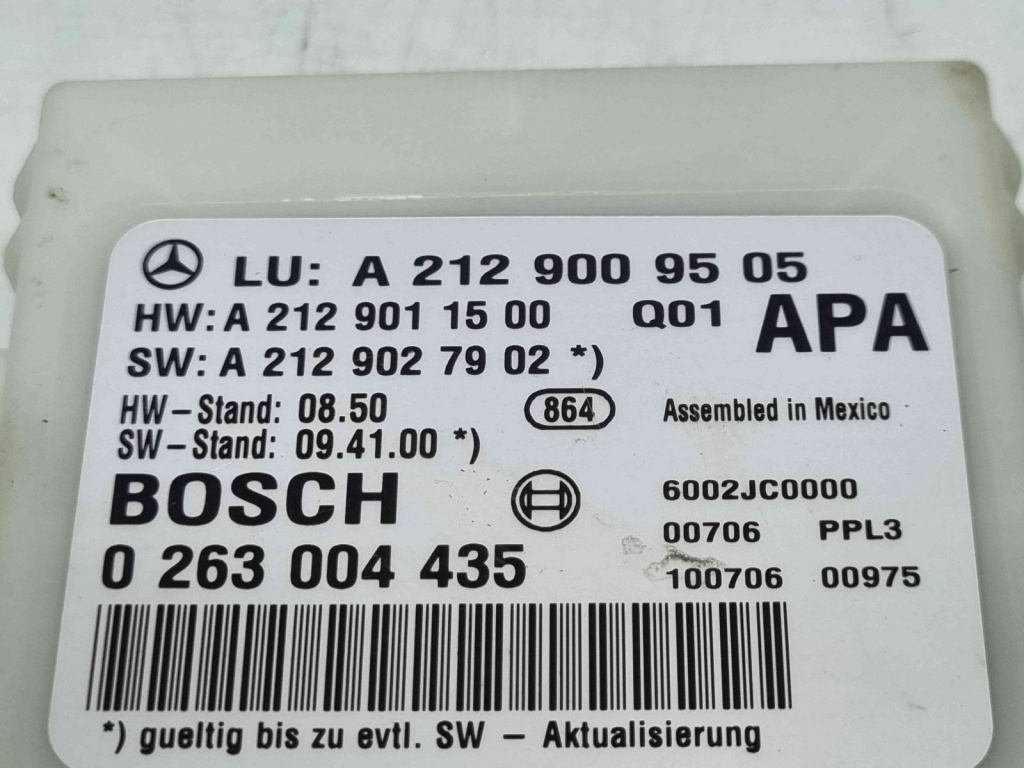 LU: A 212 900 95 05
HW: A 212 901 15 00 Q01 APA
SW: A 212 902 79 02 *)
HW-Stand: 08.50 864 Assembled in Mexico
SW-Stand: 09.41.00 *)
BOSCH 6002JC0000
00706 PPL3
0 263 004 435 100706 00975
*) gueltig bis zu evtl. SW - Aktualisierung